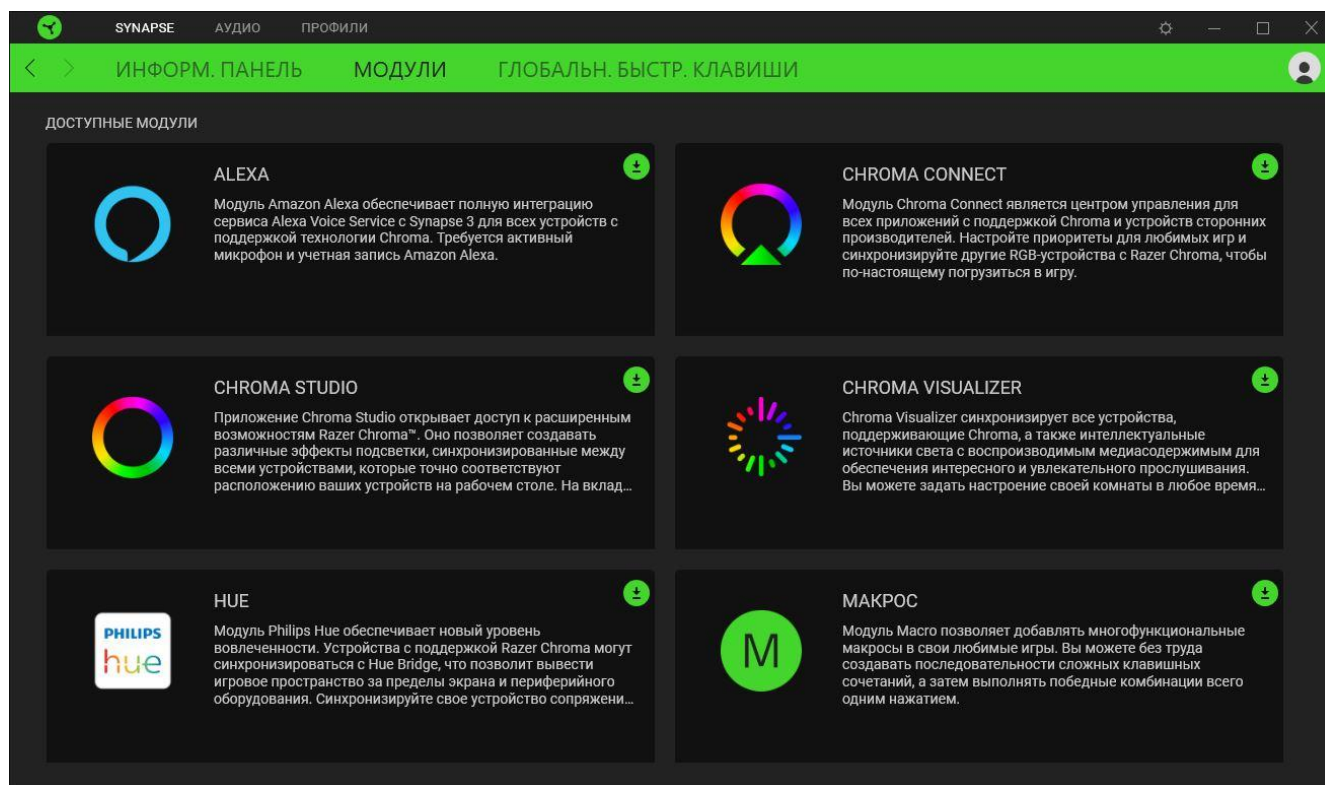 SYNAPSE АУДИО ПРОФИЛИ
ИНФОРМ. ПАНЕЛЬ МОДУЛИ ГЛОБАЛЬН. БЫСТР. КЛАВИШИ
ДОСТУПНЫЕ МОДУЛИ
ALEXA
Модуль Amazon Alexa обеспечивает полную интеграцию
сервиса Alexa Voice Service с Synapse 3 для всех устройств с
поддержкой технологии Chroma. Требуется активный
микрофон и учетная запись Amazon Alexa.
CHROMA CONNECT
Модуль Chroma Connect является центром управления для
всех приложений с поддержкой Chroma и устройств сторонних
производителей. Настройте приоритеты для любимых игр и
синхронизируйте другие RGB-устройства с Razer Chroma, чтобы
по-настоящему погрузиться в игру.
CHROMA STUDIO
Приложение Chroma Studio открывает доступ к расширенным
возможностям Razer Chroma™. Оно позволяет создавать
различные эффекты подсветки, синхронизированные между
всеми устройствами, которые точно соответствуют
расположению ваших устройств на рабочем столе. На вклад…
CHROMA VISUALIZER
Chroma Visualizer синхронизирует все устройства,
поддерживающие Chroma, а также интеллектуальные
источники света с воспроизводимым медиасодержимым для
обеспечения интересного и увлекательного прослушивания.
Вы можете задать настроение своей комнаты в любое время…
PHILIPS
hue
HUE
Модуль Philips Hue обеспечивает новый уровень
вовлеченности. Устройства с поддержкой Razer Chroma могут
синхронизироваться с Hue Bridge, что позволит вывести
игровое пространство за пределы экрана и периферийного
оборудования. Синхронизируйте свое устройство сопряжени…
M
МАКРОС
Модуль Macro позволяет добавлять многофункциональные
макросы в свои любимые игры. Вы можете без труда
создавать последовательности сложных клавишных
сочетаний, а затем выполнять победные комбинации всего
одним нажатием.